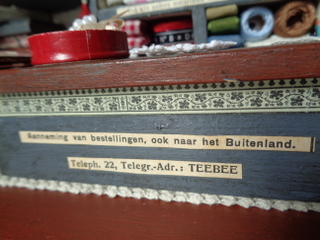 Aanneming van bestellingen, ook naar het Buitenland.
Teleph. 22, Telegr.-Adr.: TEEBEE